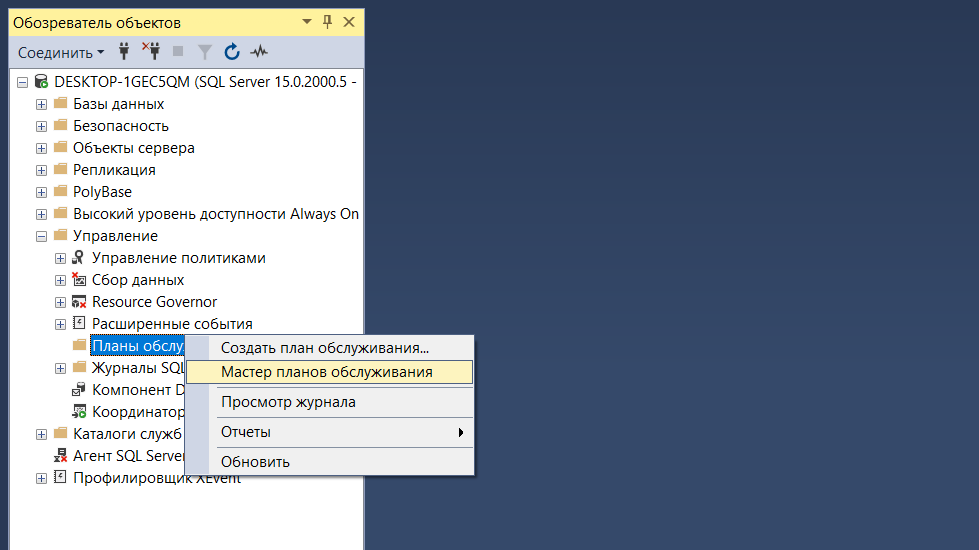 Обозреватель объектов
Соединить
DESKTOP-1GEC5QM (SQL Server 15.0.2000.5 -
Базы данных
Безопасность
Объекты сервера
Репликация
PolyBase
Высокий уровень доступности Always On
Управление
Управление политиками
Сбор данных
Resource Governor
Расширенные события
Планы обслу
Создать план обслуживания...
Журналы SQL
Мастер планов обслуживания
Компонент D
Просмотр журнала
Координатор
Каталоги служб
Отчеты
Агент SQL Server
Обновить
Профилировщик XEvent